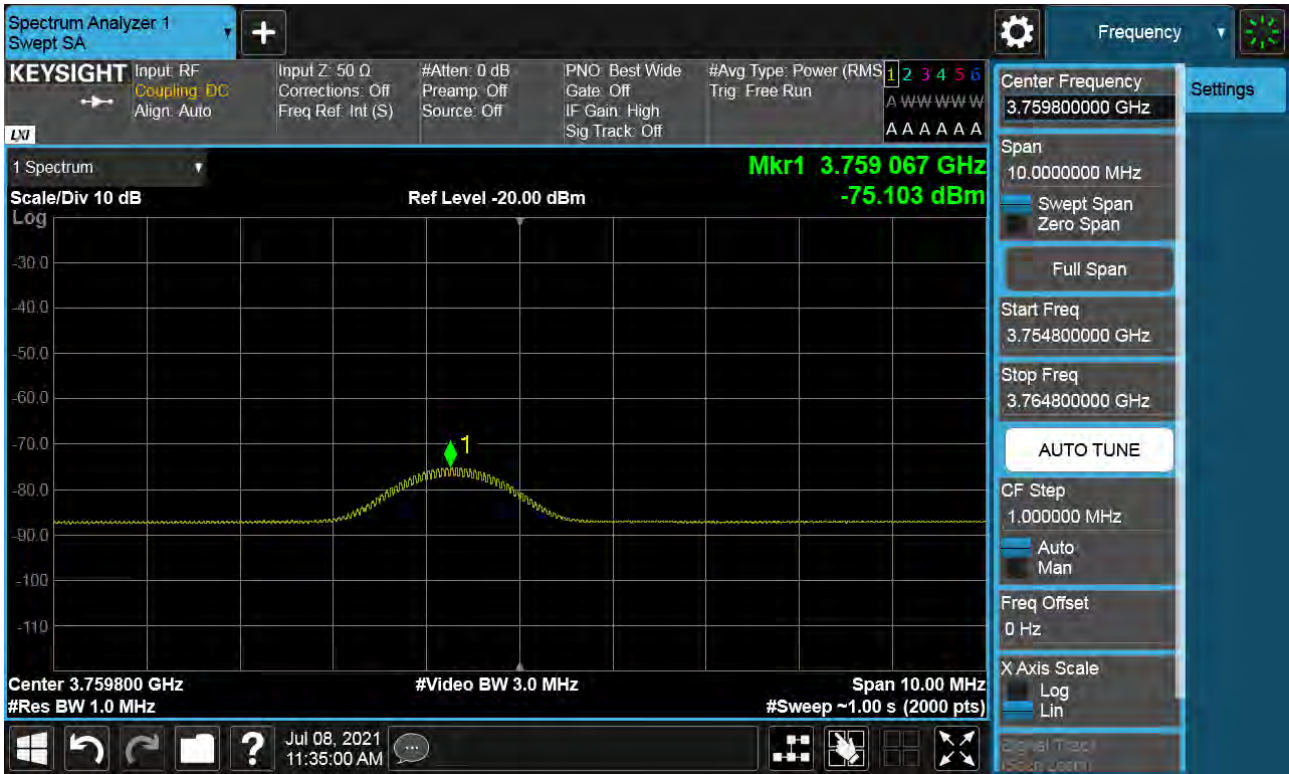 Spectrum Analyzer 1
Swept SA
+
Frequency
KEYSIGHT
Input: RF
Coupling: DC
Align: Auto
LXI
Input Z: 50 Ω
Corrections: Off
Freq Ref: Int (S)
#Atten: 0 dB
Preamp: Off
Source: Off
PNO: Best Wide
Gate: Off
IF Gain: High
Sig Track: Off
#Avg Type: Power (RMS
Trig: Free Run
1 2 3 4 5 6
A WW WW W
A A A A A A
1 Spectrum
Scale/Div 10 dB
Log
Ref Level -20.00 dBm
Mkr1 3.759 067 GHz
-75.103 dBm
-30.0
-40.0
-50.0
-60.0
-70.0
1
-80.0
-90.0
-100
-110
Center 3.759800 GHz
#Res BW 1.0 MHz
#Video BW 3.0 MHz
Span 10.00 MHz
#Sweep ~1.00 s (2000 pts)
Center Frequency
3.759800000 GHz
Settings
Span
10.0000000 MHz
Swept Span
Zero Span
Full Span
Start Freq
3.754800000 GHz
Stop Freq
3.764800000 GHz
AUTO TUNE
CF Step
1.000000 MHz
Auto
Man
Freq Offset
0 Hz
X Axis Scale
Log
Lin
?
Jul 08, 2021
11:35:00 AM